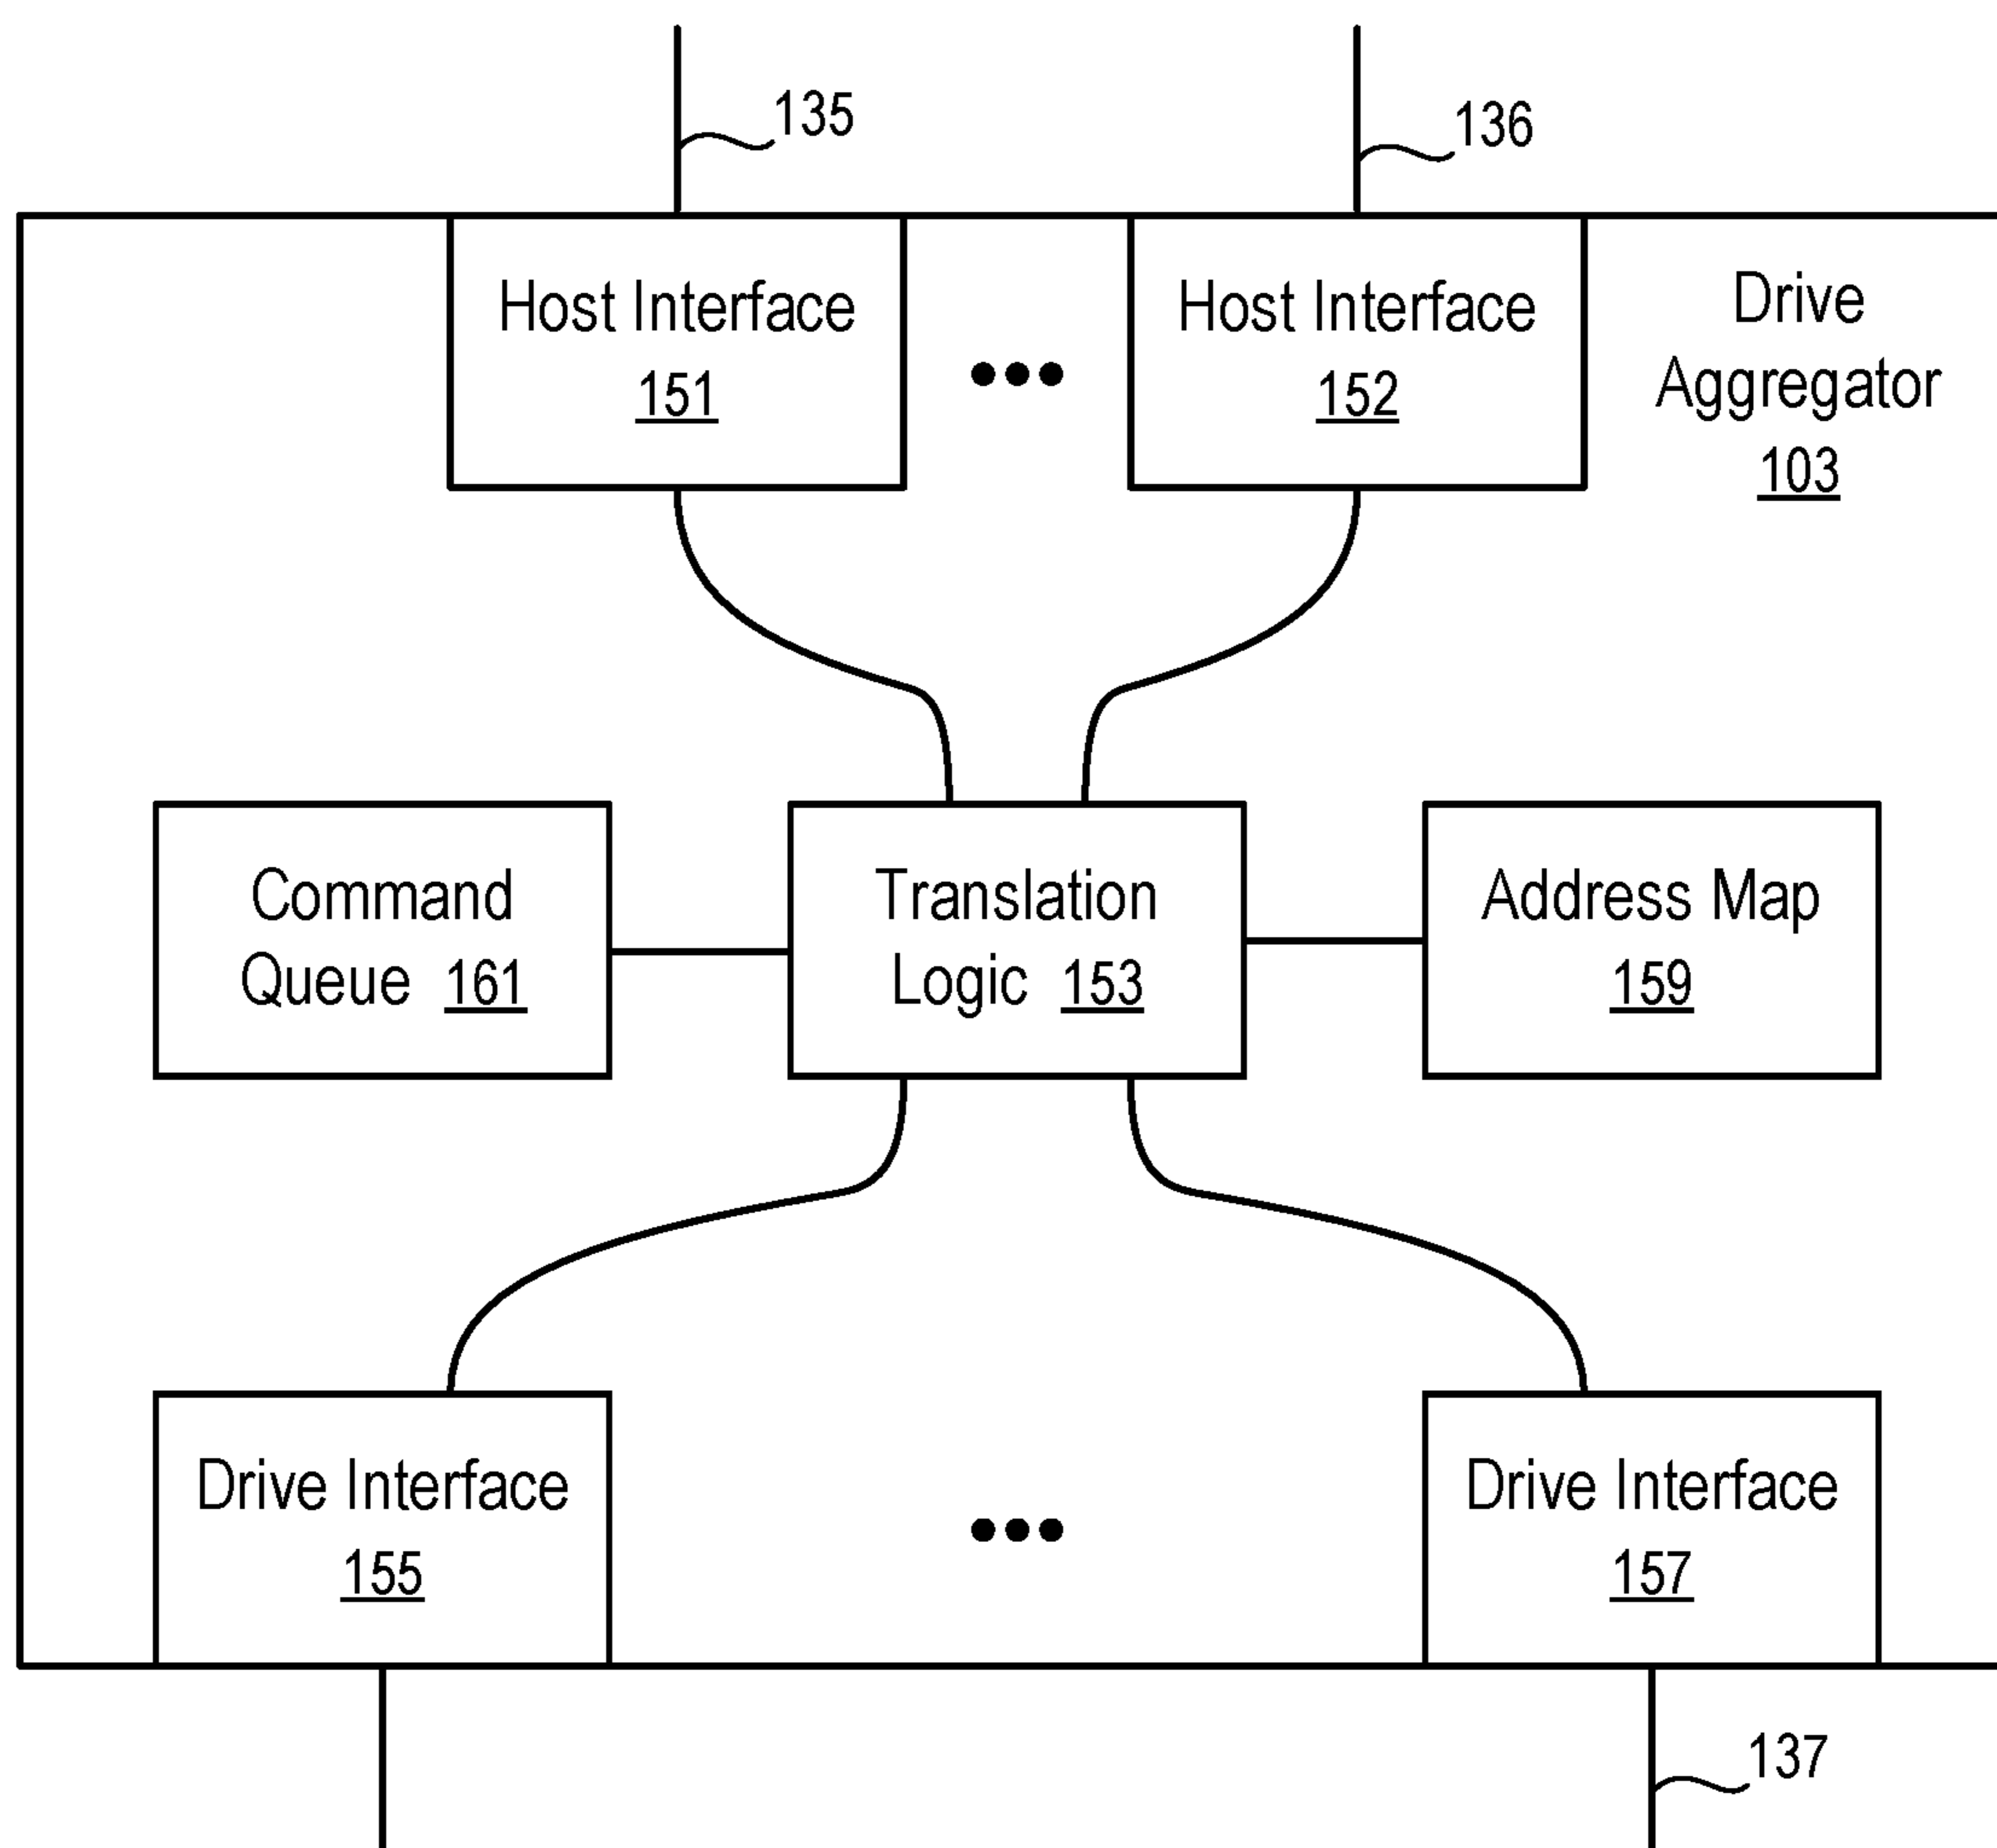 135
136
Host Interface
151
Host Interface
152
Drive
Aggregator
103
Command
Queue 161
Translation
Logic 153
Address Map
159
Drive Interface
155
Drive Interface
157
137